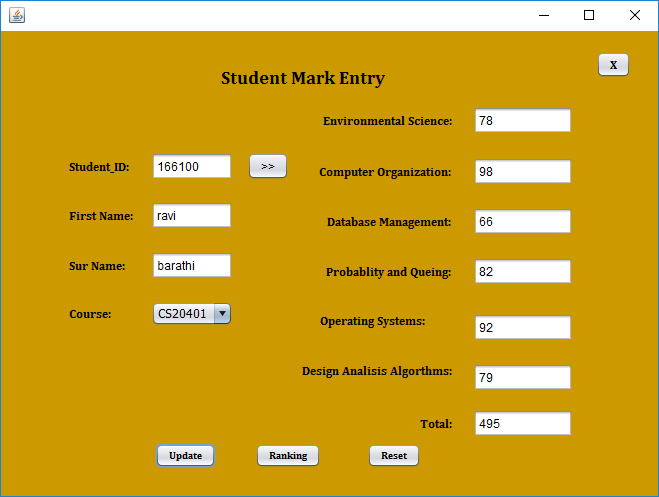 X
Student Mark Entry
Environmental Science: 78
Student_ID: 166100 >> Computer Organization: 98
First Name: ravi Database Management: 66
Sur Name: barathi Probablity and Queing: 82
Course: CS20401 Operating Systems: 92
Design Analisis Algorthms: 79
Total: 495
Update Ranking Reset